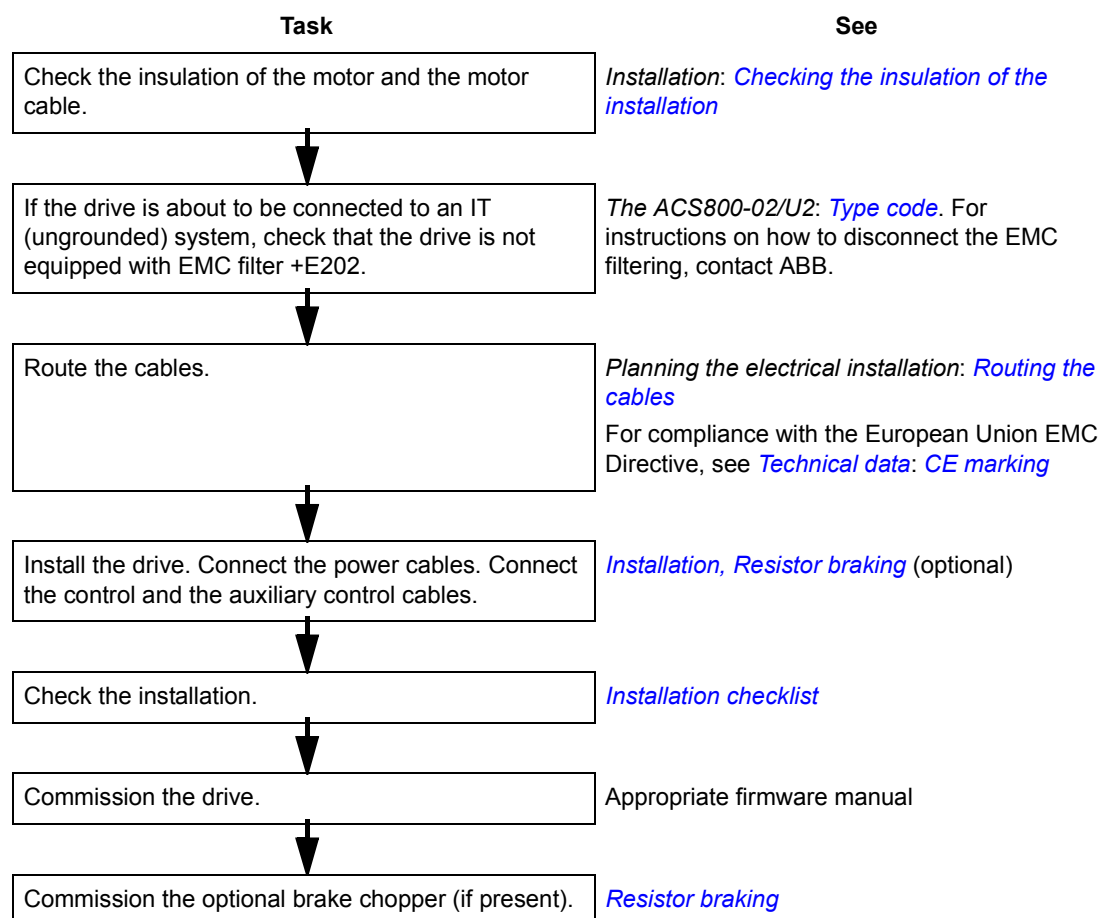 Task
See
Check the insulation of the motor and the motor
cable.
Installation: Checking the insulation of the
installation
If the drive is about to be connected to an IT
(ungrounded) system, check that the drive is not
equipped with EMC filter +E202.
The ACS800-02/U2: Type code. For
instructions on how to disconnect the EMC
filtering, contact ABB.
Route the cables.
Planning the electrical installation: Routing the
cables
For compliance with the European Union EMC
Directive, see Technical data: CE marking
Install the drive. Connect the power cables. Connect
the control and the auxiliary control cables.
Installation, Resistor braking (optional)
Check the installation.
Installation checklist
Commission the drive.
Appropriate firmware manual
Commission the optional brake chopper (if present).
Resistor braking